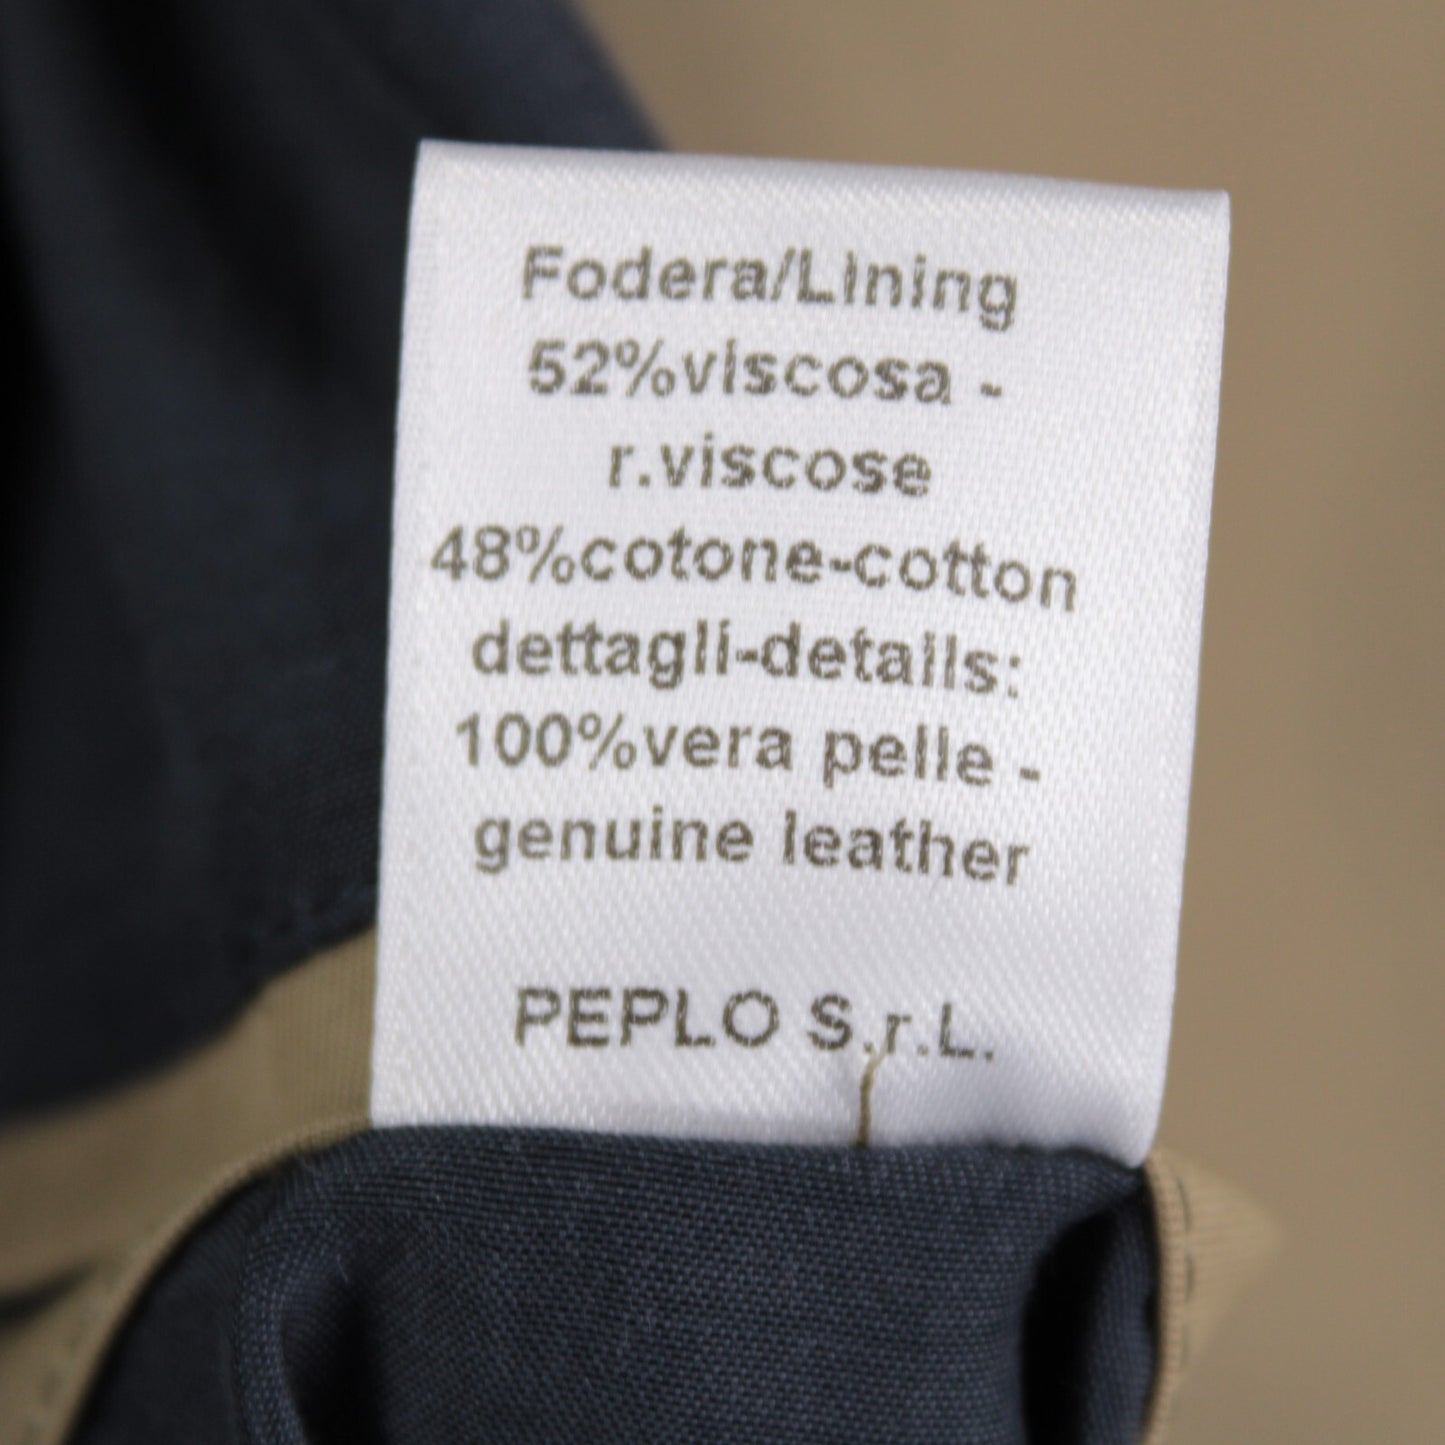 Fodera/Lining
52%viscosa -
r.viscose
48%cotone-cotton
dettagli-details:
100%vera pelle -
genuine leather
PEPLO S.r.L.